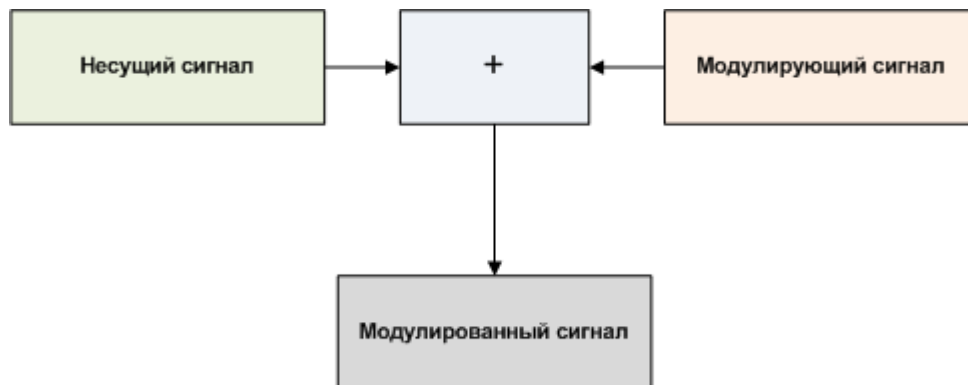 Несущий сигнал
+
Модулирующий сигнал
Модулированный сигнал